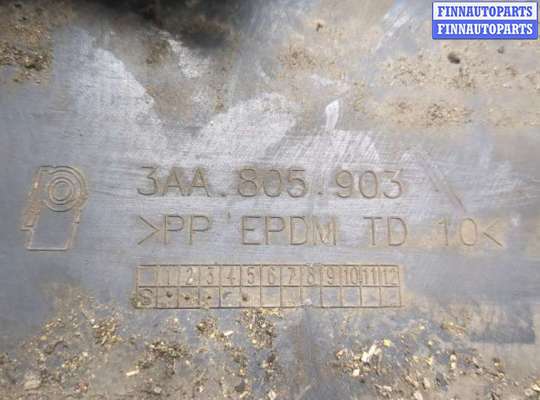 FINNAUTOPARTS
FINNAUTOPARTS
3AA.805.903
>PP EPDM TD 10<
2 3 4 5 6 7 8 9 10 11 12